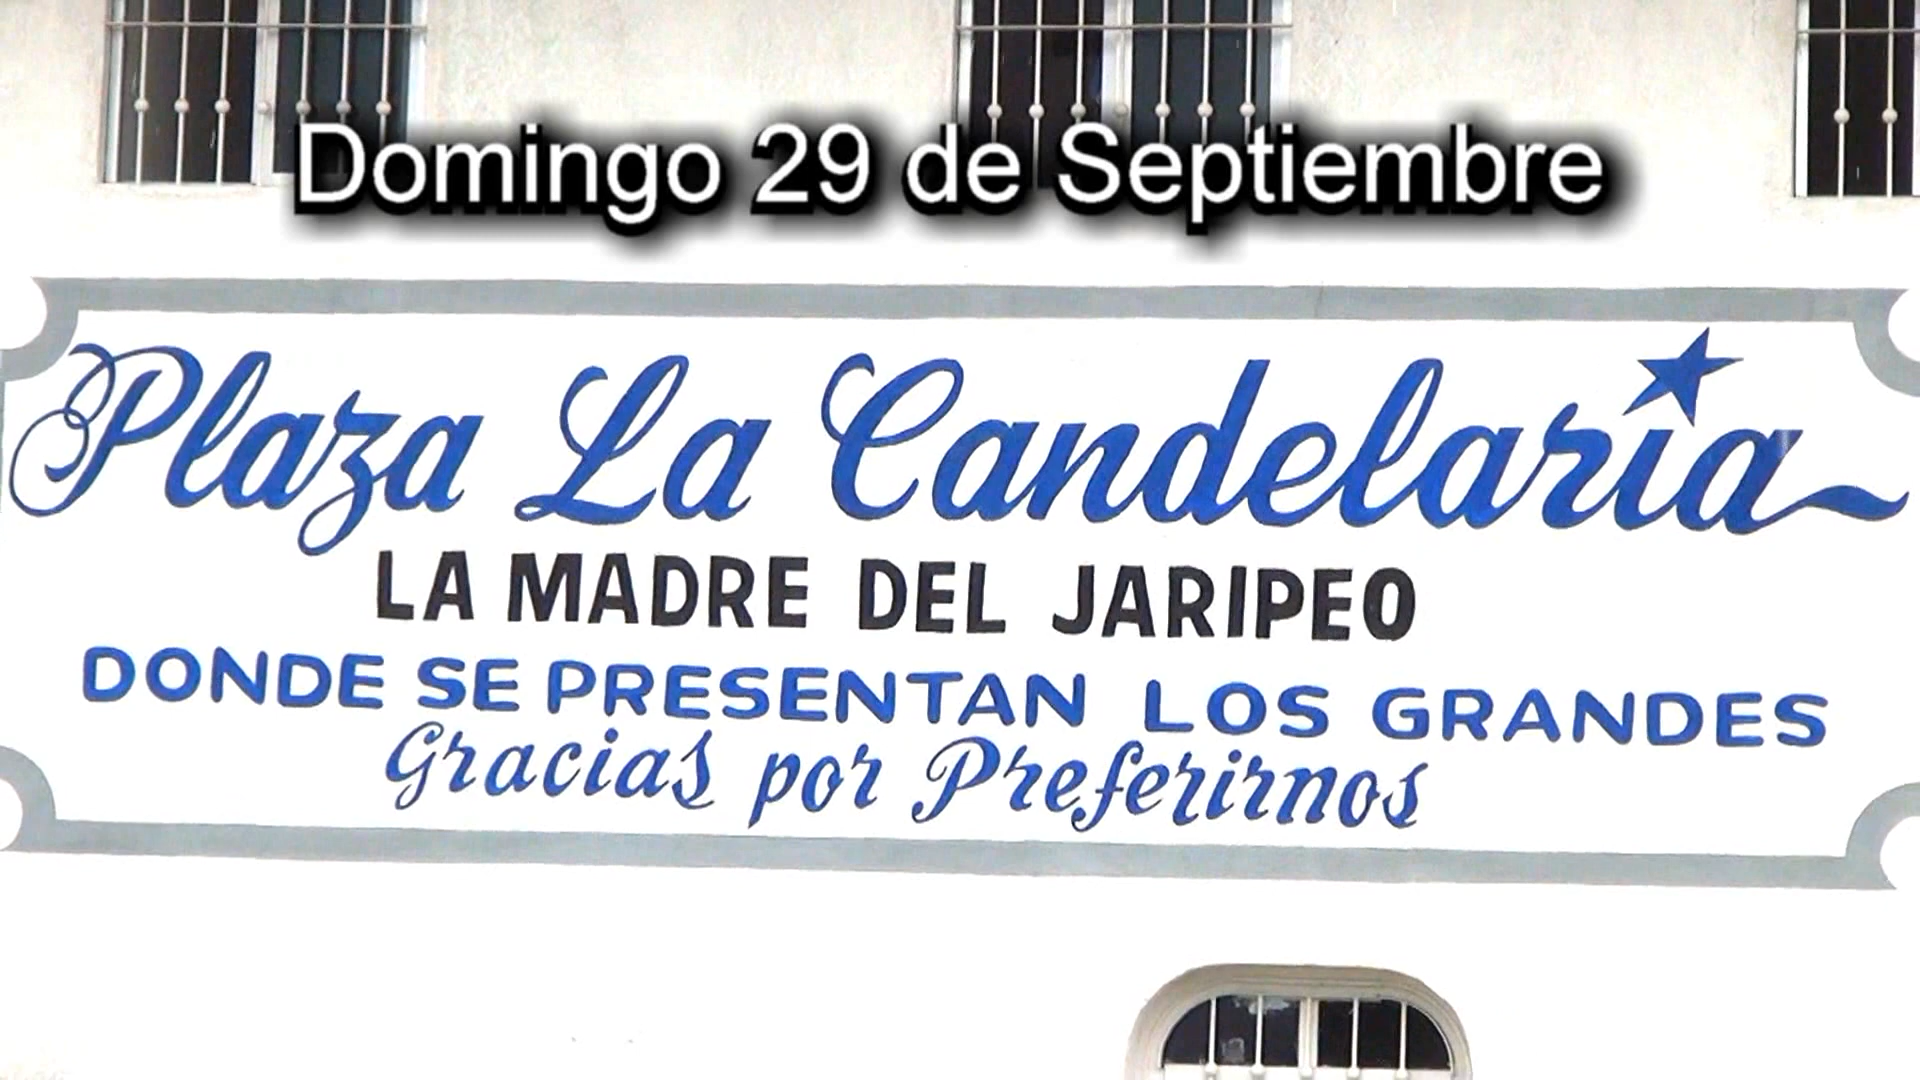 Domingo 29 de Septiembre
Plaza La Candelaria
LA MADRE DEL JARIPEO
DONDE SE PRESENTAN LOS GRANDES
Gracias por Preferirnos